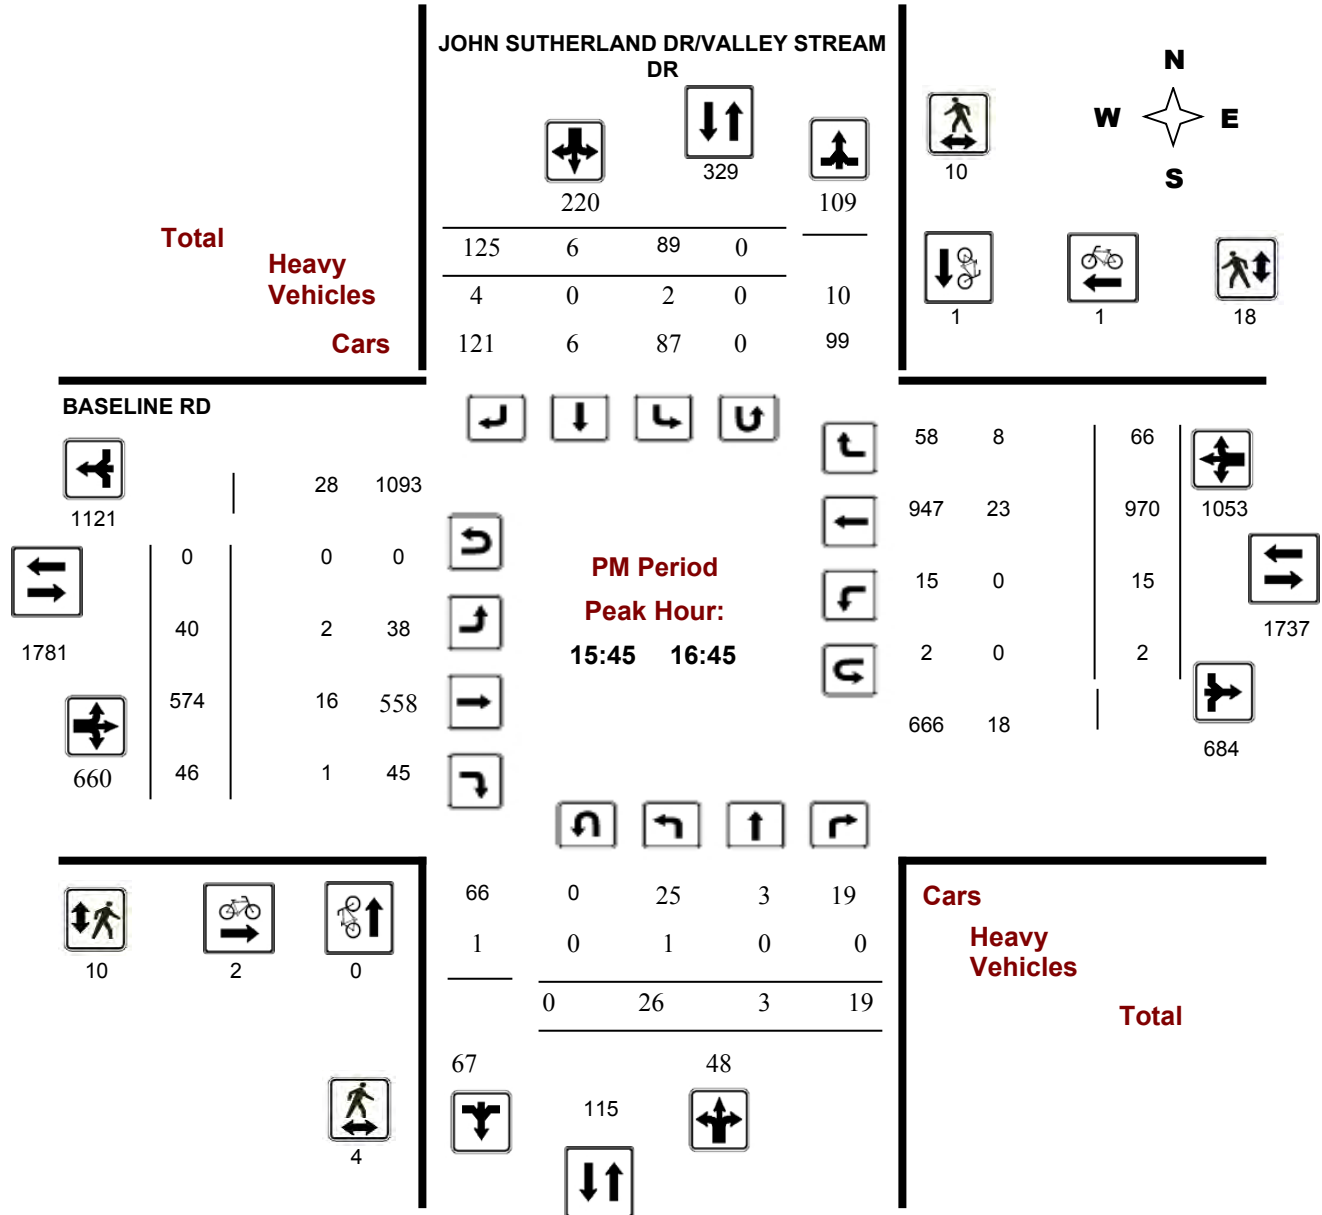 JOHN SUTHERLAND DR/VALLEY STREAM
DR
N
W E
S
329
10
220 109
Total
125 6 89 0
Heavy
Vehicles
4 0 2 0 10
1 1 18
Cars
121 6 87 0 99
BASELINE RD
58 8 66
28 1093
1121
947 23 970 1053
0 0 0
PM Period
15 0 15
Peak Hour:
40 2 38
1737
1781
15:45 16:45
2 0 2
574 16 558
666 18
684
660 46 1 45
66 0 25 3 19
Cars
1 0 1 0 0
Heavy
Vehicles
10 2 0
0 26 3 19
Total
67 48
115
4